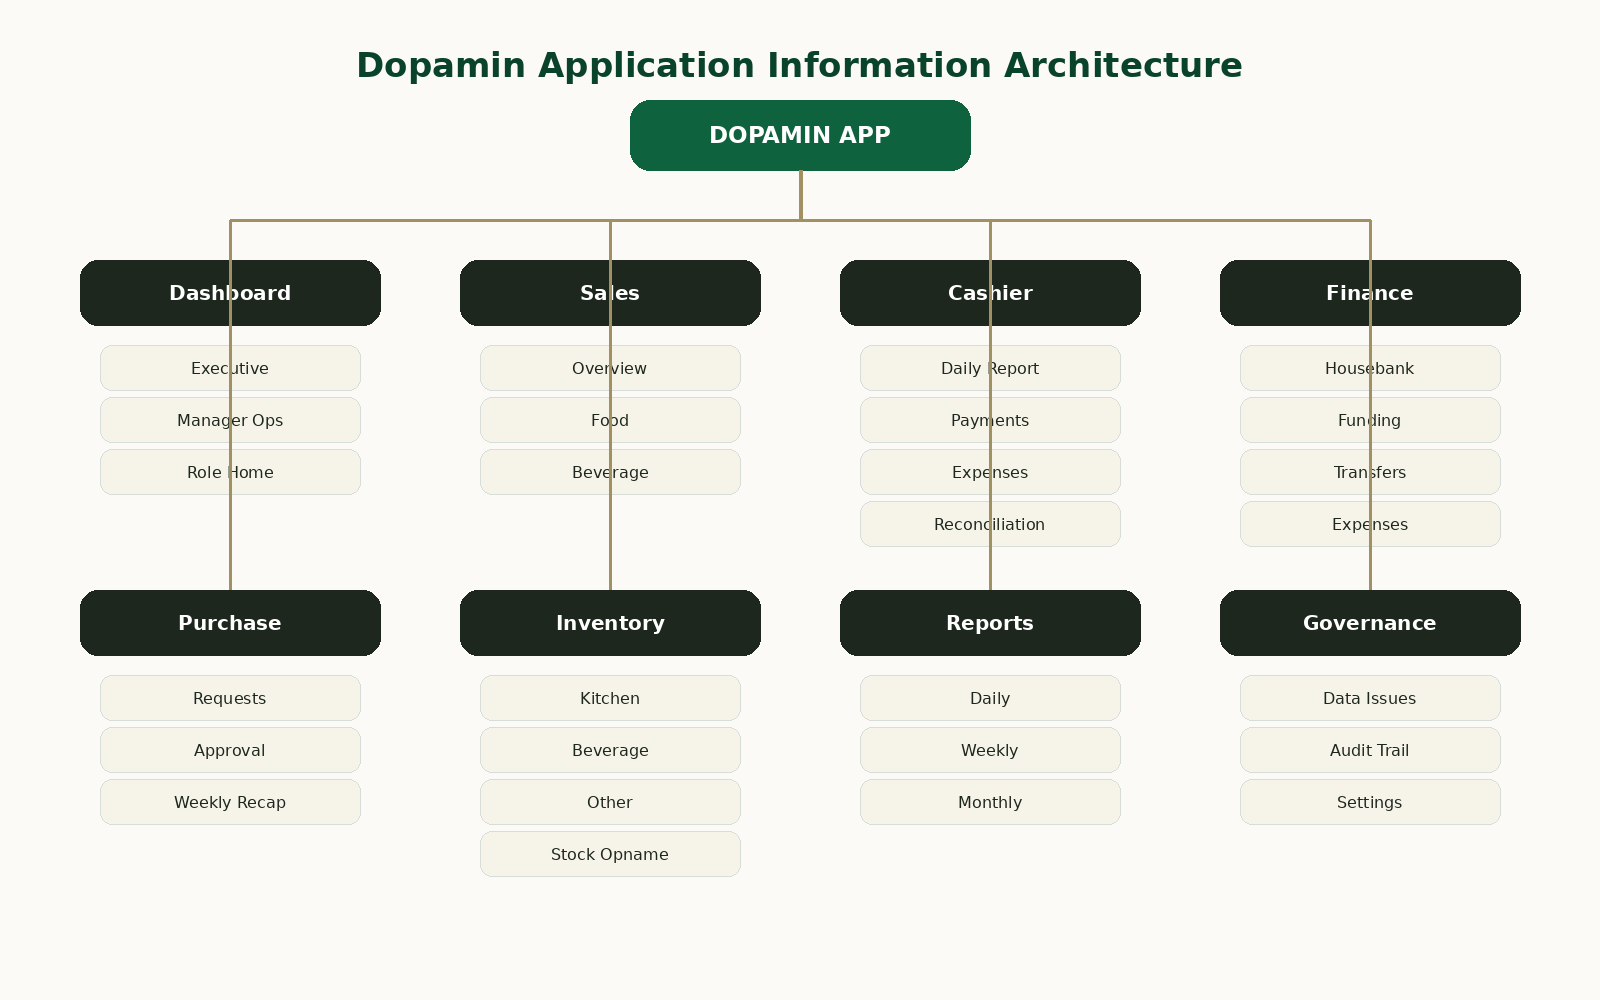 Dopamin Application Information Architecture
DOPAMIN APP
Dashboard
Executive
Manager Ops
Role Home
Sales
Overview
Food
Beverage
Cashier
Daily Report
Payments
Expenses
Reconciliation
Finance
Housebank
Funding
Transfers
Expenses
Purchase
Requests
Approval
Weekly Recap
Inventory
Kitchen
Beverage
Other
Stock Opname
Reports
Daily
Weekly
Monthly
Governance
Data Issues
Audit Trail
Settings